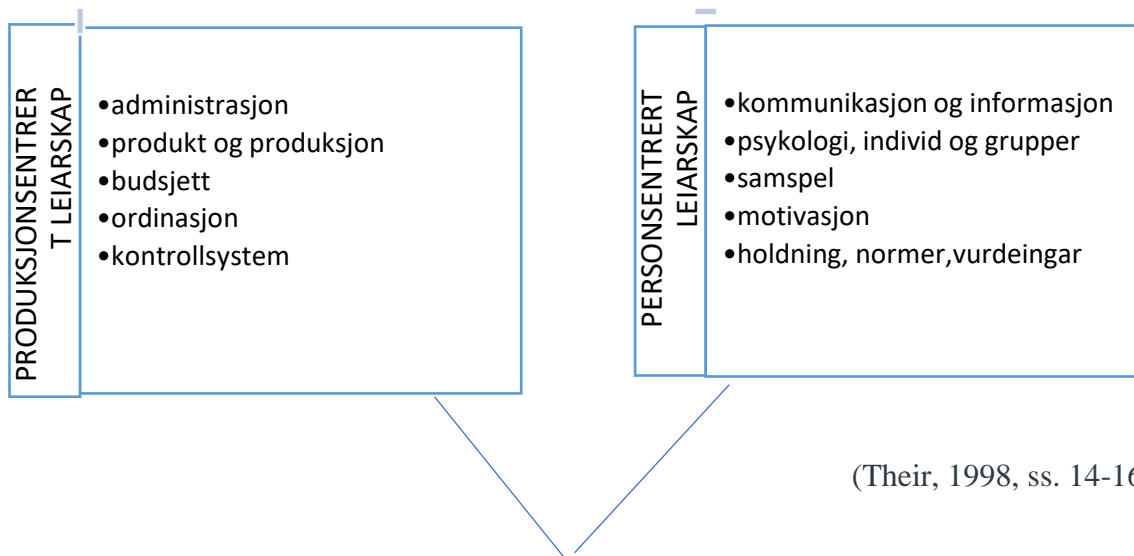 PRODUKSJONSENTRER
T LEIARSKAP
•administrasjon
•produkt og produksjon
•budsjett
•ordinasjon
•kontrollsystem
PERSONSENTRERT
LEIARSKAP
•kommunikasjon og informasjon
•psykologi, individ og grupper
•samspel
•motivasjon
•holdning, normer,vurdeingar
(Their, 1998, ss. 14-16